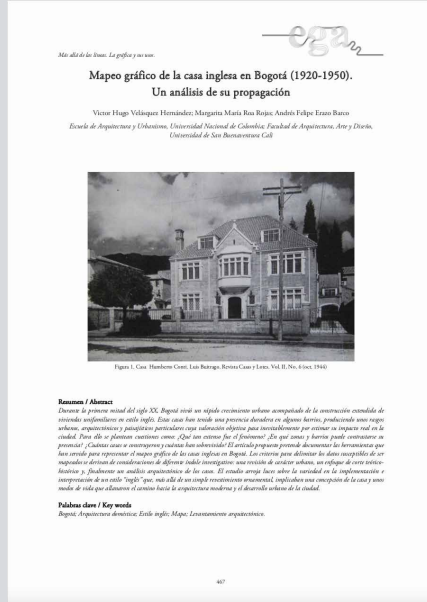 ega
Más allá de las líneas. La gráfica y sus usos.
Mapeo gráfico de la casa inglesa en Bogotá (1920-1950).
Un análisis de su propagación
Victor Hugo Velásquez Hernández; Margarita María Roa Rojas; Andrés Felipe Erazo Barco
Escuela de Arquitectura y Urbanismo, Universidad Nacional de Colombia; Facultad de Arquitectura, Arte y Diseño,
Universidad de San Buenaventura Cali
Figura 1. Casa Humberto Conti, Luis Buitrago. Revista Casas y Lotes. Vol. II, No. 6 (oct. 1944)
Resumen / Abstract
Durante la primera mitad del siglo XX, Bogotá vivió un rápido crecimiento urbano acompañado de la construcción extendida de
viviendas unifamiliares en estilo inglés. Estas casas han tenido una presencia duradera en algunos barrios, produciendo unos rasgos
urbanos, arquitectónicos y paisajísticos particulares cuya valoración objetiva pasa inevitablemente por estimar su impacto real en la
ciudad. Para ello se plantean cuestiones como: ¿Qué tan extenso fue el fenómeno? ¿En qué zonas y barrios puede contrastarse su
presencia? ¿Cuántas casas se construyeron y cuántas han sobrevivido? El artículo propuesto pretende documentar las herramientas que
han servido para representar el mapeo gráfico de las casas inglesas en Bogotá. Los criterios para delimitar los datos susceptibles de ser
mapeados se derivan de consideraciones de diferente índole investigativa: una revisión de carácter urbano, un enfoque de corte teórico-
histórico y, finalmente un análisis arquitectónico de los casos. El estudio arroja luces sobre la variedad en la implementación e
interpretación de un estilo "inglés" que, más allá de un simple revestimiento ornamental, implicaban una concepción de la casa y unos
modos de vida que allanaron el camino hacia la arquitectura moderna y el desarrollo urbano de la ciudad.
Palabras clave / Key words
Bogotá; Arquitectura doméstica; Estilo inglés; Mapa; Levantamiento arquitectónico.
467